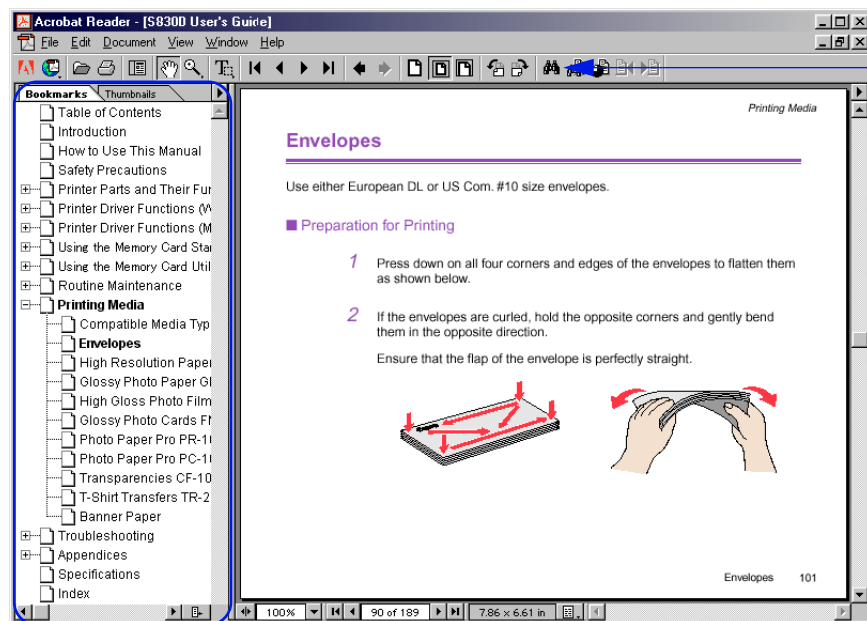 Acrobat Reader - [S8300 User's Guide]
File Edit Document View Window Help
Bookmarks Thumbnails
Table of Contents
Introduction
How to Use This Manual
Safety Precautions
Printer Parts and Their Fur
Printer Driver Functions (W
Printer Driver Functions (M
Using the Memory Card Star
Using the Memory Card Util
Routine Maintenance
Printing Media
Compatible Media Typ
Envelopes
High Resolution Paper
Glossy Photo Paper Gl
High Gloss Photo Film
Glossy Photo Cards F
Photo Paper Pro PR-1
Photo Paper Pro PC-1
Transparencies CF-10
T-Shirt Transfers TR-2
Banner Paper
Troubleshooting
Appendices
Specifications
Index
Printing Media
Envelopes
Use either European DL or US Com. #10 size envelopes.
Preparation for Printing
1 Press down on all four corners and edges of the envelopes to flatten them
as shown below.
2 If the envelopes are curled, hold the opposite corners and gently bend
them in the opposite direction.
Ensure that the flap of the envelope is perfectly straight.
Envelopes 101
100% 90 of 189 7.86 x 6.61 in